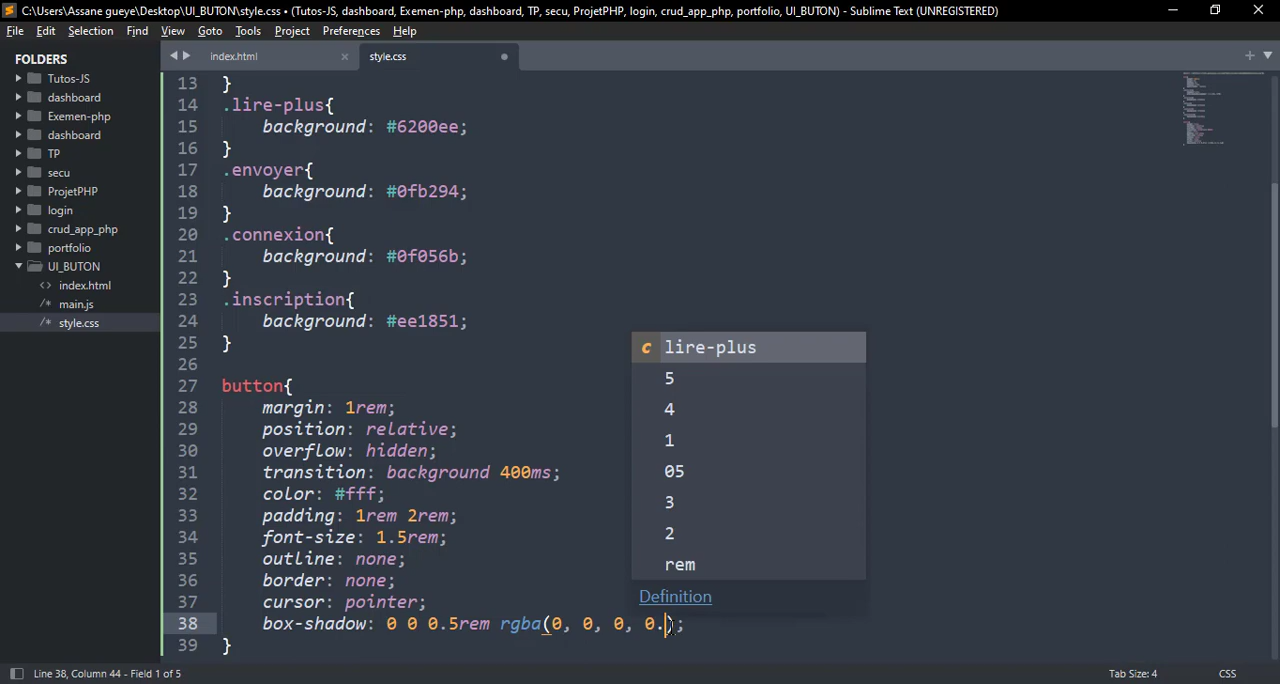 C:\Users\Assane gueye\Desktop\UI_BUTON\style.css • (Tutos-JS, dashboard, Exemen-php, dashboard, TP, secu, ProjetPHP, login, crud_app_php, portfolio, UI_BUTON) - Sublime Text (UNREGISTERED)
File Edit Selection Find View Goto Tools Project Preferences Help
FOLDERS
Tutos-JS
dashboard
Exemen-php
dashboard
TP
secu
ProjetPHP
login
crud_app_php
portfolio
UI_BUTON
<> index.html
/* main.js
/* style.css
index.html style.css
13 }
14 .lire-plus{
15 background: #6200ee;
16 }
17 .envoyer{
18 background: #0fb294;
19 }
20 .connexion{
21 background: #0f056b;
22 }
23 .inscription{
24 background: #ee1851;
25 }
26
27 button{
28 margin: 1rem;
29 position: relative;
30 overflow: hidden;
31 transition: background 400ms;
32 color: #fff;
33 padding: 1rem 2rem;
34 font-size: 1.5rem;
35 outline: none;
36 border: none;
37 cursor: pointer;
38 box-shadow: 0 0 0.5rem rgba(0, 0, 0, 0.);
39 }
c lire-plus
5
4
1
05
3
2
rem
Definition
Line 38, Column 44 - Field 1 of 5 Tab Size: 4 CSS